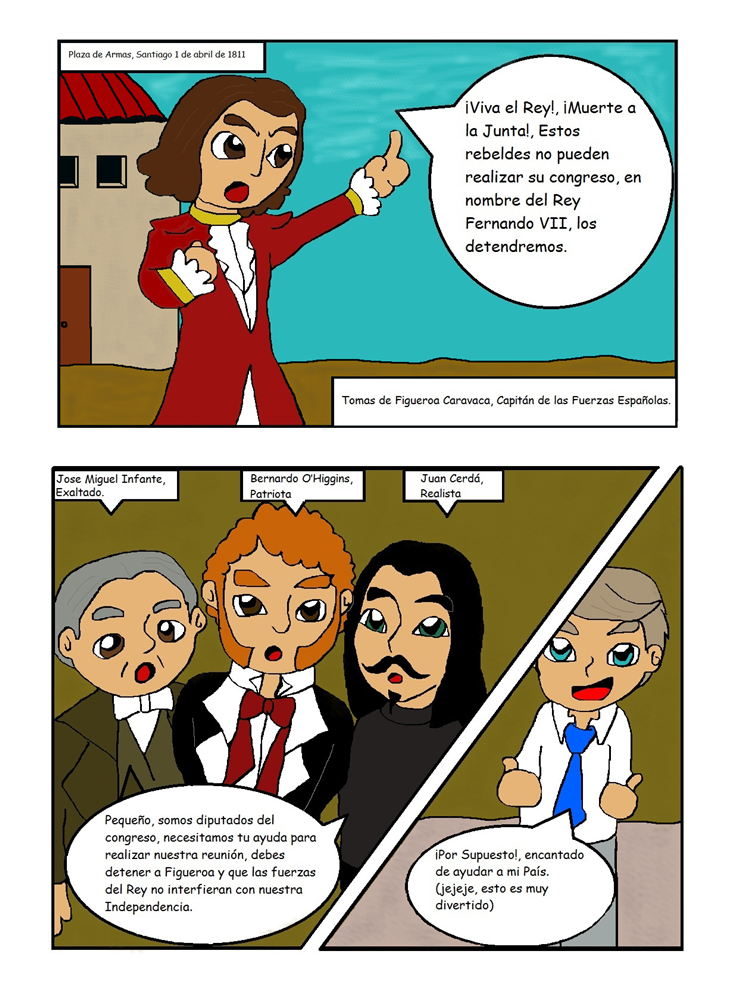 Plaza de Armas, Santiago 1 de abril de 1811
¡Viva el Rey!, ¡Muerte a
la Junta!, Estos
rebeldes no pueden
realizar su congreso, en
nombre del Rey
Fernando VII, los
detendremos.
Tomas de Figueroa Caravaca, Capitán de las Fuerzas Españolas.
Jose Miguel Infante,
Exaltado.
Bernardo O'Higgins,
Patriota
Juan Cerdá,
Realista
Pequeño, somos diputados del
congreso, necesitamos tu ayuda para
realizar nuestra reunión, debes
detener a Figueroa y que las fuerzas
del Rey no interfieran con nuestra
Independencia.
¡Por Supuesto!, encantado
de ayudar a mi País.
(jejeje, esto es muy
divertido)